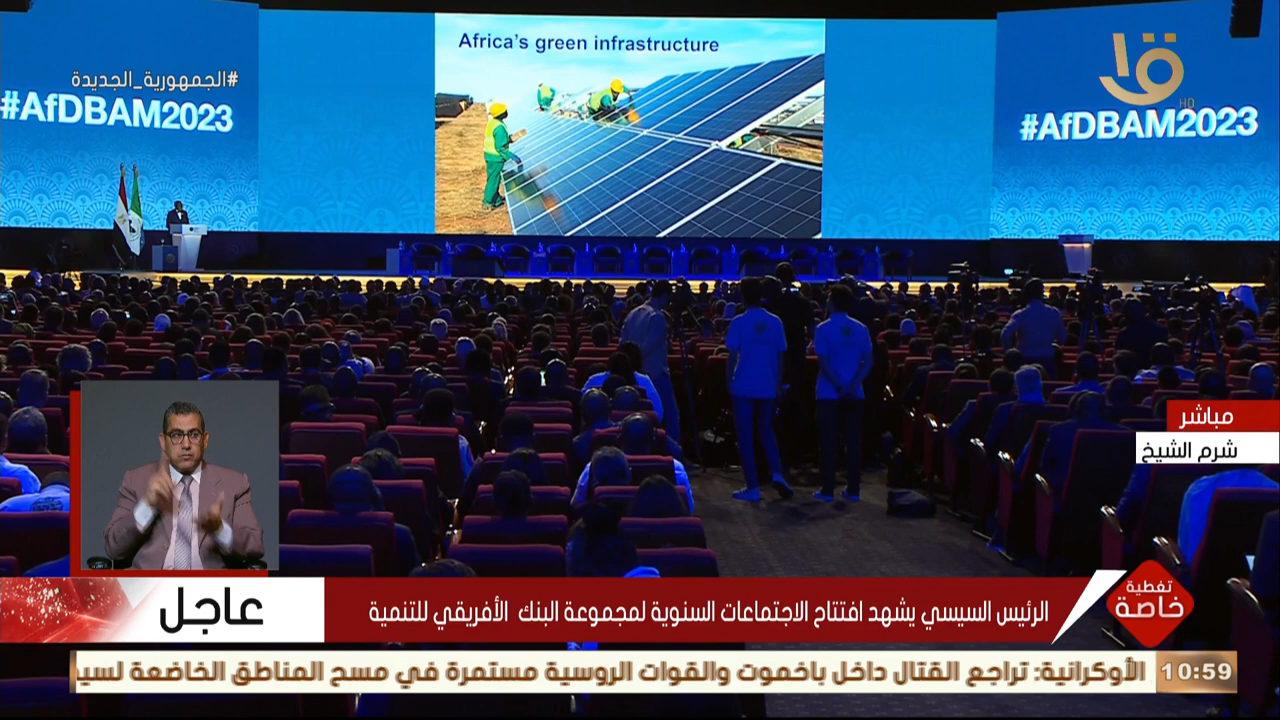 Africa's green infrastructure
#الجمهورية_الجديدة
#AfDBAM2023
HD
#AfDBAM2023
مباشر
شرم الشيخ
تغطية
خاصة
عاجل
الرئيس السيسي يشهد افتتاح الاجتماعات السنوية لمجموعة البنك الأفريقي للتنمية
10:59
الأوكرانية: تراجع القتال داخل باخموت والقوات الروسية مستمرة في مسح المناطق الخاضعة